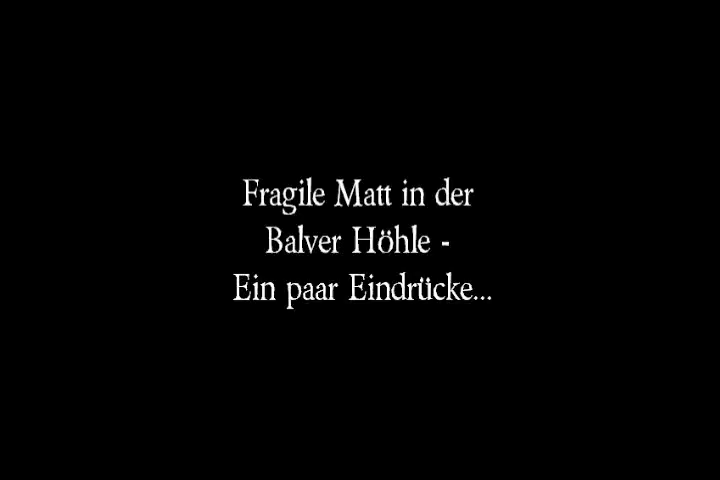 Fragile Matt in der
Balver Höhle -
Ein paar Eindrücke...